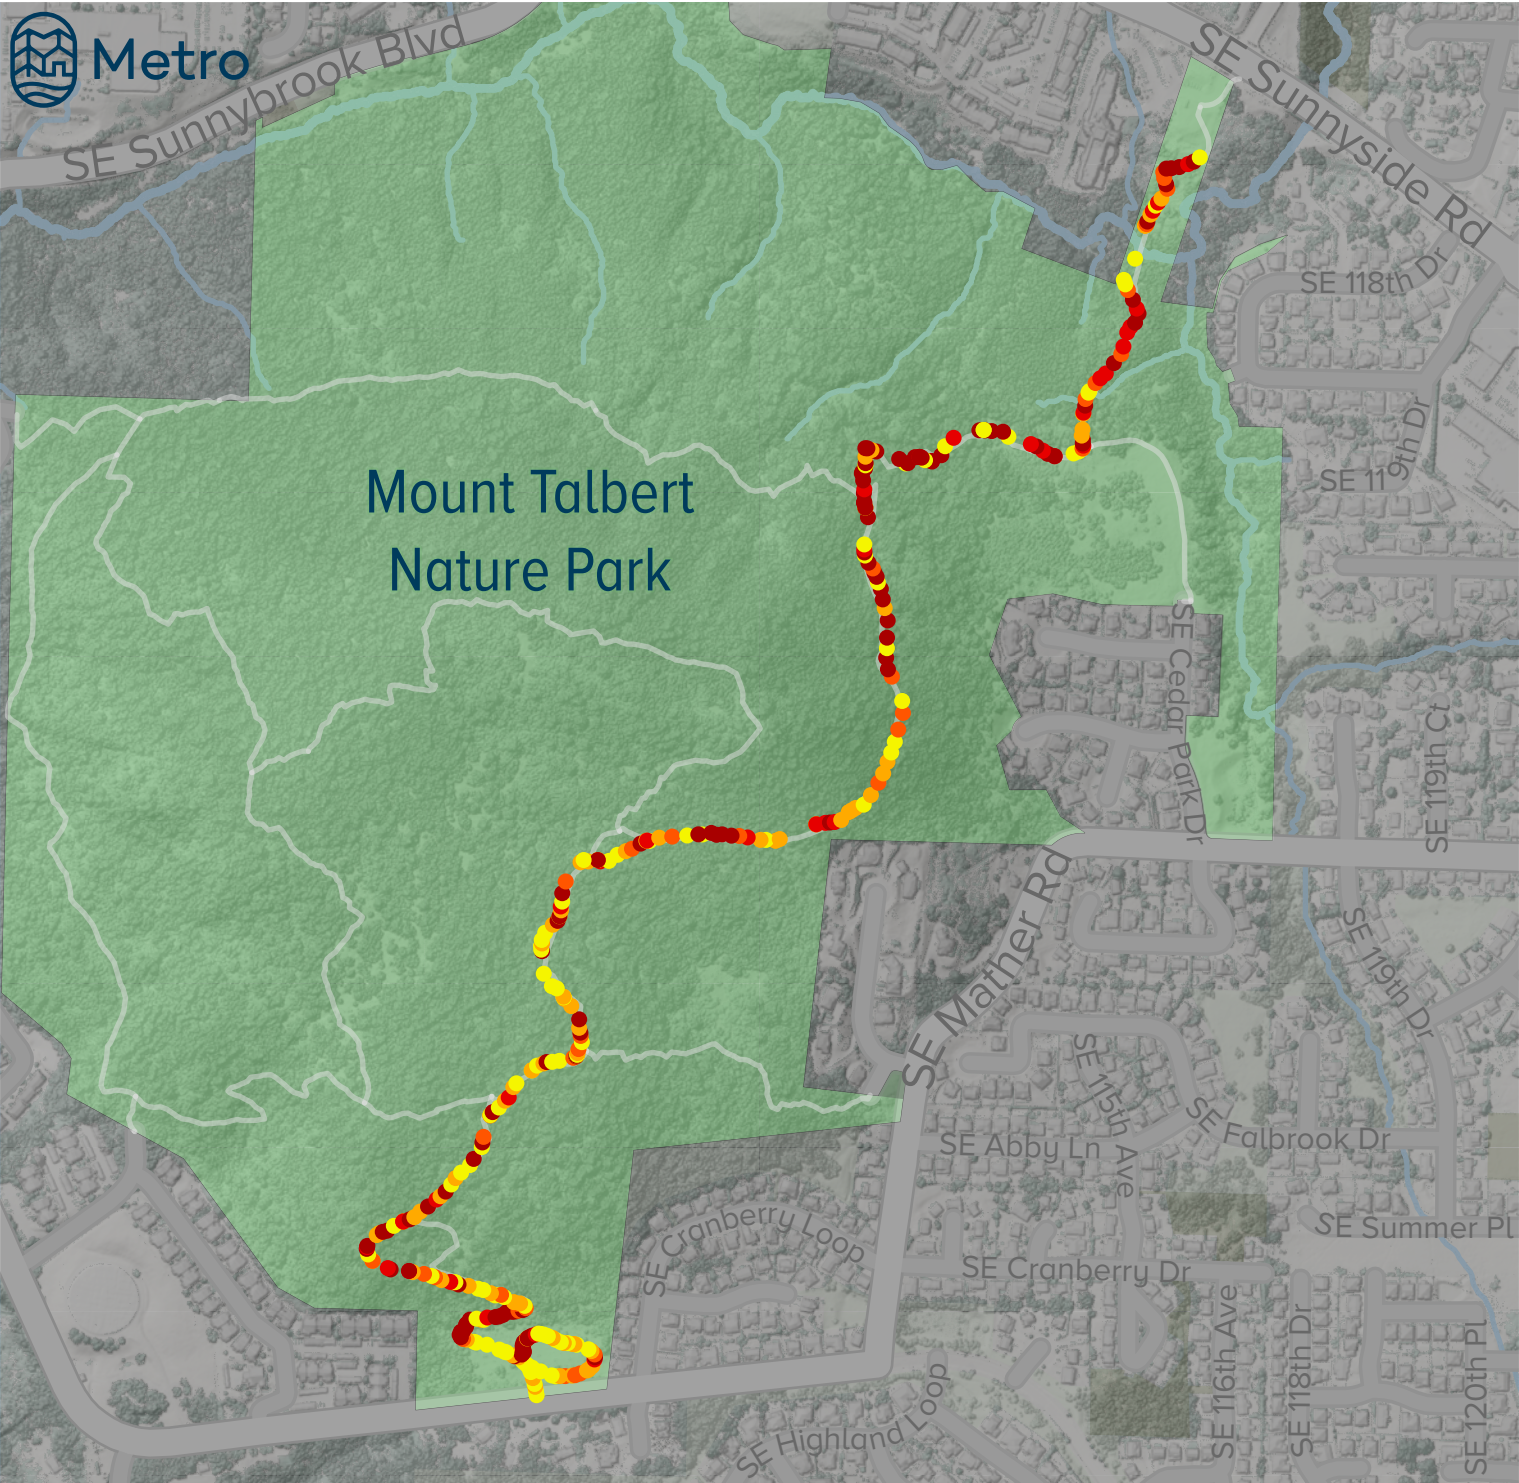 Metro
SE Sunnybrook Blvd
SE Sunnyside Rd
SE 118th Dr
SE 119th Dr
Mount Talbert
Nature Park
SE Cedar Park Dr
SE 119th Ct
SE Mather Rd
SE 119th Dr
SE 115th Ave
SE Falbrook Dr
SE Abby Ln
SE Cranberry Loop
SE Summer Pl
SE Cranberry Dr
SE 116th Ave
SE 118th Dr
SE 120th Pl
SE Highland Loop